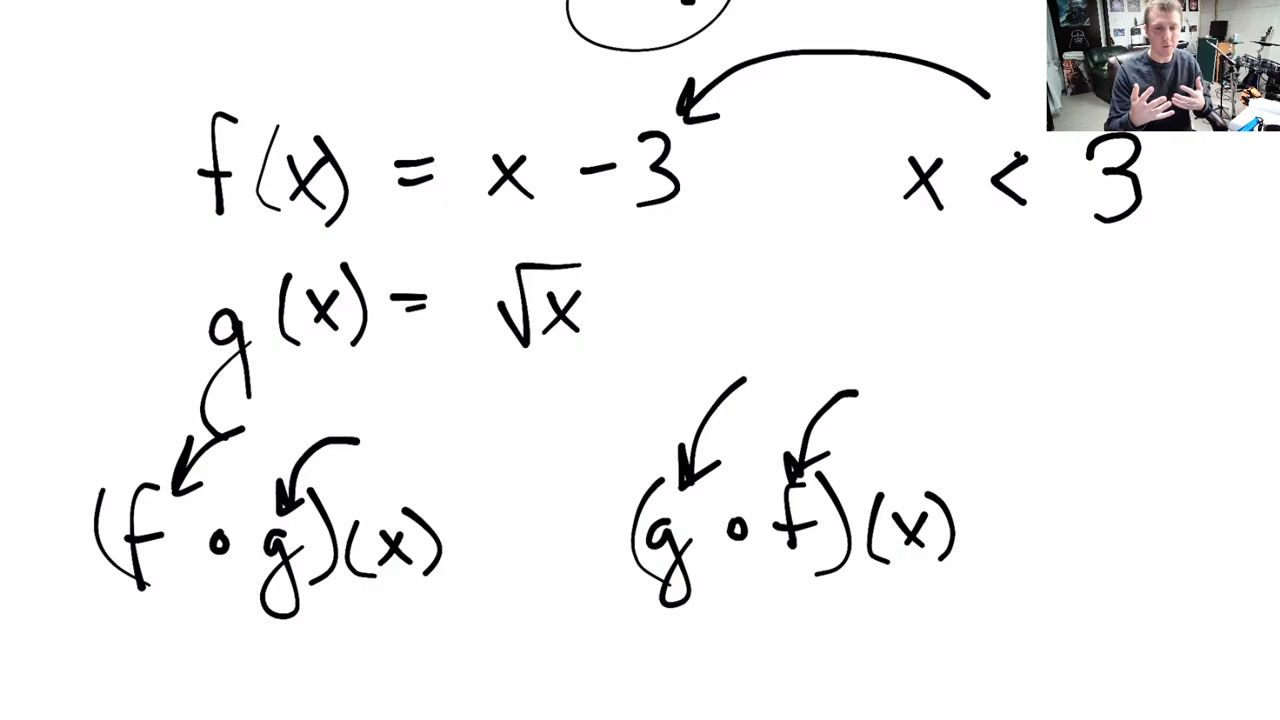 f(x) = x - 3 x < 3
g(x) = √x
(f ∘ g)(x) (g ∘ f)(x)